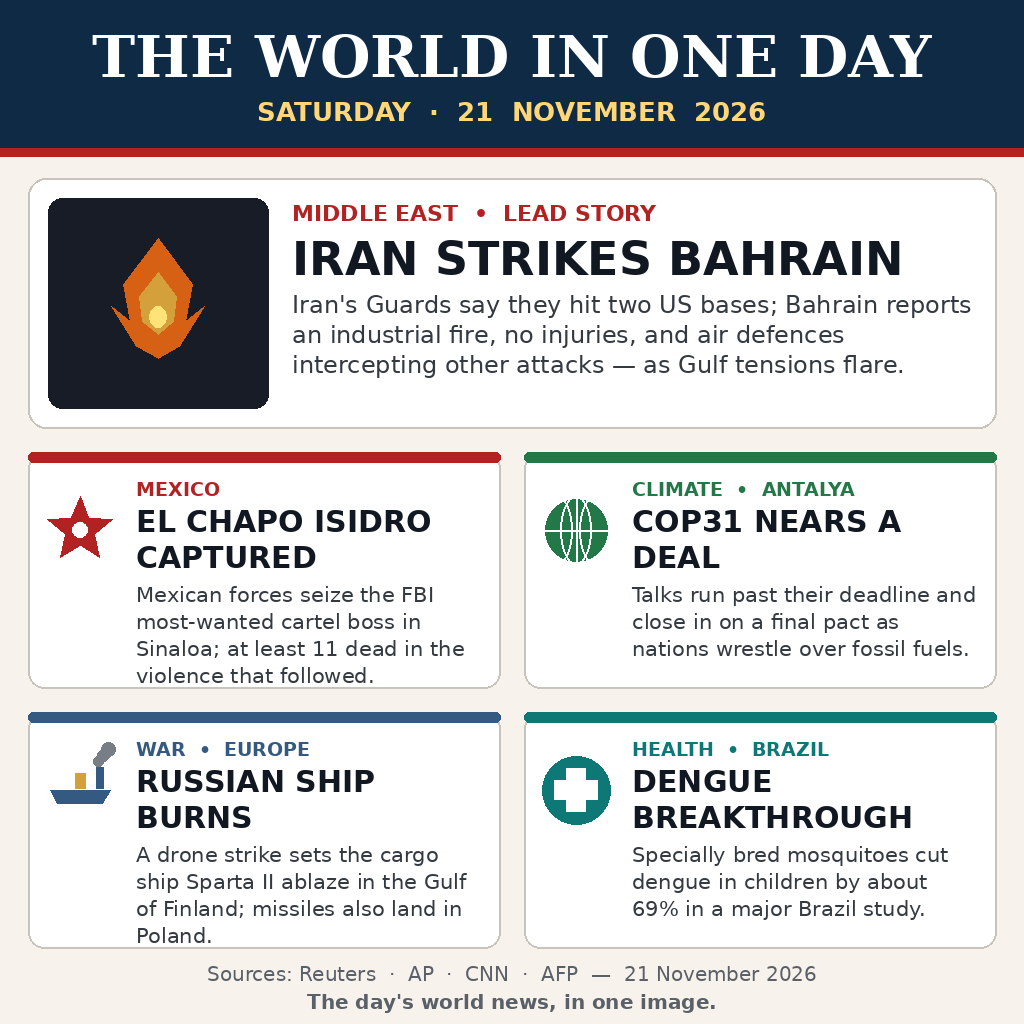 THE WORLD IN ONE DAY
SATURDAY · 21 NOVEMBER 2026
MIDDLE EAST • LEAD STORY
IRAN STRIKES BAHRAIN
Iran's Guards say they hit two US bases; Bahrain reports
an industrial fire, no injuries, and air defences
intercepting other attacks — as Gulf tensions flare.
MEXICO
EL CHAPO ISIDRO
CAPTURED
Mexican forces seize the FBI
most-wanted cartel boss in
Sinaloa; at least 11 dead in the
violence that followed.
CLIMATE • ANTALYA
COP31 NEARS A
DEAL
Talks run past their deadline and
close in on a final pact as
nations wrestle over fossil fuels.
WAR • EUROPE
RUSSIAN SHIP
BURNS
A drone strike sets the cargo
ship Sparta II ablaze in the Gulf
of Finland; missiles also land in
Poland.
HEALTH • BRAZIL
DENGUE
BREAKTHROUGH
Specially bred mosquitoes cut
dengue in children by about
69% in a major Brazil study.
Sources: Reuters · AP · CNN · AFP — 21 November 2026
The day's world news, in one image.